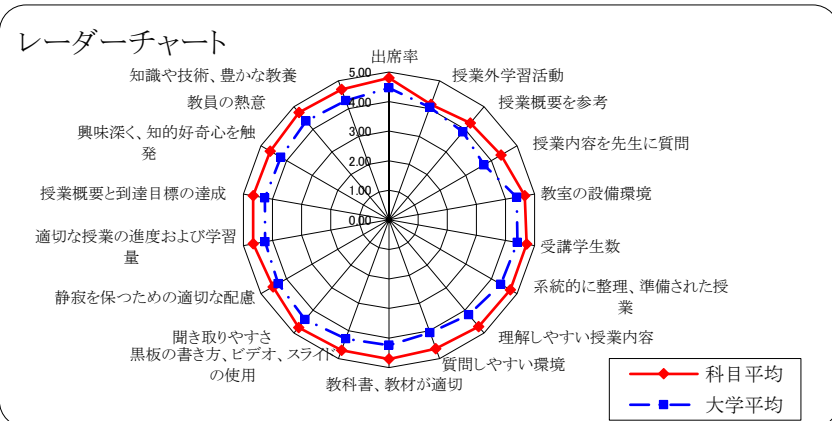 レーダーチャート
出席率
授業外学習活動
授業概要を参考
授業内容を先生に質問
教室の設備環境
受講学生数
系統的に整理、準備された授
業
理解しやすい授業内容
質問しやすい環境
教科書、教材が適切
黒板の書き方、ビデオ、スライド
の使用
聞き取りやすさ
静寂を保つための適切な配慮
適切な授業の進度および学習
量
授業概要と到達目標の達成
興味深く、知的好奇心を触
発
教員の熱意
知識や技術、豊かな教養
5.00
4.00
3.00
2.00
1.00
0.00
科目平均
大学平均